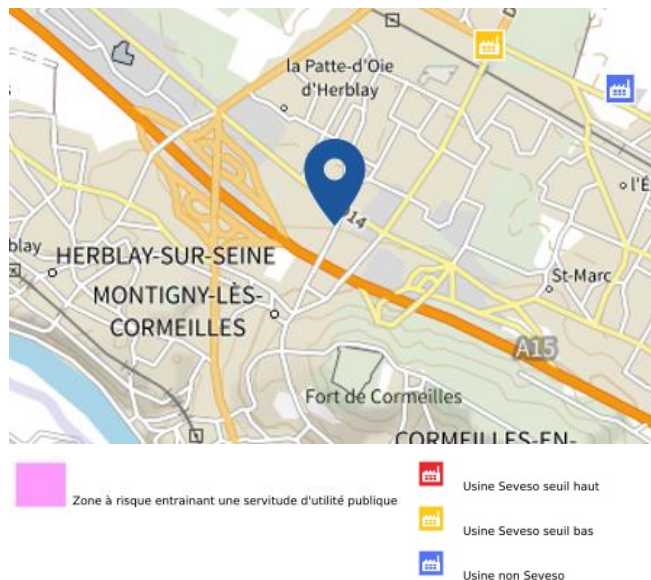 D
la Patte-d'Oie
d'Herblay
l'É
D14
blay
HERBLAY-SUR-SEINE
St-Marc
MONTIGNY-LÈS-
CORMEILLES
A15
Fort de Cormeilles
CORMEILLES-EN-
Zone à risque entrainant une servitude d'utilité publique
Usine Seveso seuil haut
Usine Seveso seuil bas
Usine non Seveso